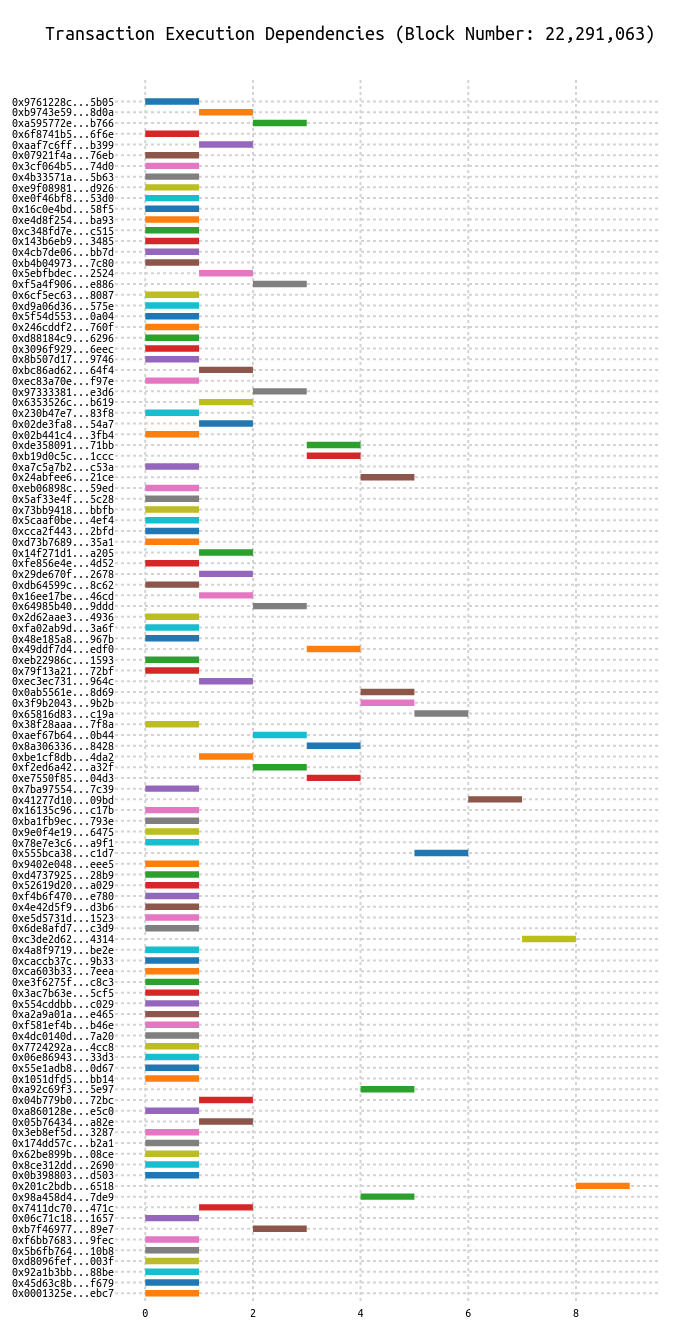 Transaction Execution Dependencies (Block Number: 22,291,063)
0x9761228c...5b05
0xb9743e59...8d0a
0xa595772e...b766
0x6f8741b5...6f6e
0xaaf7c6ff...b399
0x07921f4a...76eb
0x3cf064b5...74d0
0x4b33571a...5b63
0xe9f08981...d926
0xe0f46bf8...53d0
0x16c0e4bd...58f5
0xe4d8f254...ba93
0xc348fd7e...c515
0x143b6eb9...3485
0x4cb7de06...bb7d
0xb4b04973...7c80
0x5ebfbdec...2524
0xf5a4f906...e886
0x6cf5ec63...8087
0xd9a06d36...575e
0x5f54d553...0a04
0x246cddf2...760f
0xd88184c9...6296
0x3096f929...6eec
0x8b507d17...9746
0xbc86ad62...64f4
0xec83a70e...f97e
0x97333381...e3d6
0x6353526c...b619
0x230b47e7...83f8
0x02de3fa8...54a7
0x02b441c4...3fb4
0xde358091...71bb
0xb19d0c5c...1ccc
0xa7c5a7b2...c53a
0x24abfee6...21ce
0xeb06898c...59ed
0x5af33e4f...5c28
0x73bb9418...bbfb
0x5caaf0be...4ef4
0xcca2f443...2bfd
0xd73b7689...35a1
0x14f271d1...a205
0xfe856e4e...4d52
0x29de670f...2678
0xdb64599c...8c62
0x16ee17be...46cd
0x64985b40...9ddd
0x2d62aae3...4936
0xfa02ab9d...3a6f
0x48e185a8...967b
0x49ddf7d4...edf0
0xeb22986c...1593
0x79f13a21...72bf
0xec3ec731...964c
0x0ab5561e...8d69
0x3f9b2043...9b2b
0x65816d83...c19a
0x38f28aaa...7f8a
0xaef67b64...0b44
0x8a306336...8428
0xbe1cf8db...4da2
0xf2ed6a42...a32f
0xe7550f85...04d3
0x7ba97554...7c39
0x41277d10...09bd
0x16135c96...c17b
0xba1fb9ec...793e
0x9e0f4e19...6475
0x78e7e3c6...a9f1
0x555bca38...c1d7
0x9402e048...eee5
0xd4737925...28b9
0x52619d20...a029
0xf4b6f470...e780
0x4e42d5f9...d3b6
0xe5d5731d...1523
0x6de8afd7...c3d9
0xc3de2d62...4314
0x4a8f9719...be2e
0xcaccb37c...9b33
0xca603b33...7eea
0xe3f6275f...c8c3
0x3ac7b63e...5cf5
0x554cddbb...c029
0xa2a9a01a...e465
0xf581ef4b...b46e
0x4dc0140d...7a20
0x7724292a...4cc8
0x06e86943...33d3
0x55e1adb8...0d67
0x1051dfd5...bb14
0xa92c69f3...5e97
0x04b779b0...72bc
0xa860128e...e5c0
0x05b76434...a82e
0x3eb8ef5d...3287
0x174dd57c...b2a1
0x62be899b...08ce
0x8ce312dd...2690
0x0b398803...d503
0x201c2bdb...6518
0x98a458d4...7de9
0x7411dc70...471c
0x06c71c18...1657
0xb7f46977...89e7
0xf6bb7683...9fec
0x5b6fb764...10b8
0xd8096fef...003f
0x92a1b3bb...88be
0x45d63c8b...f679
0x0001325e...ebc7
0 2 4 6 8